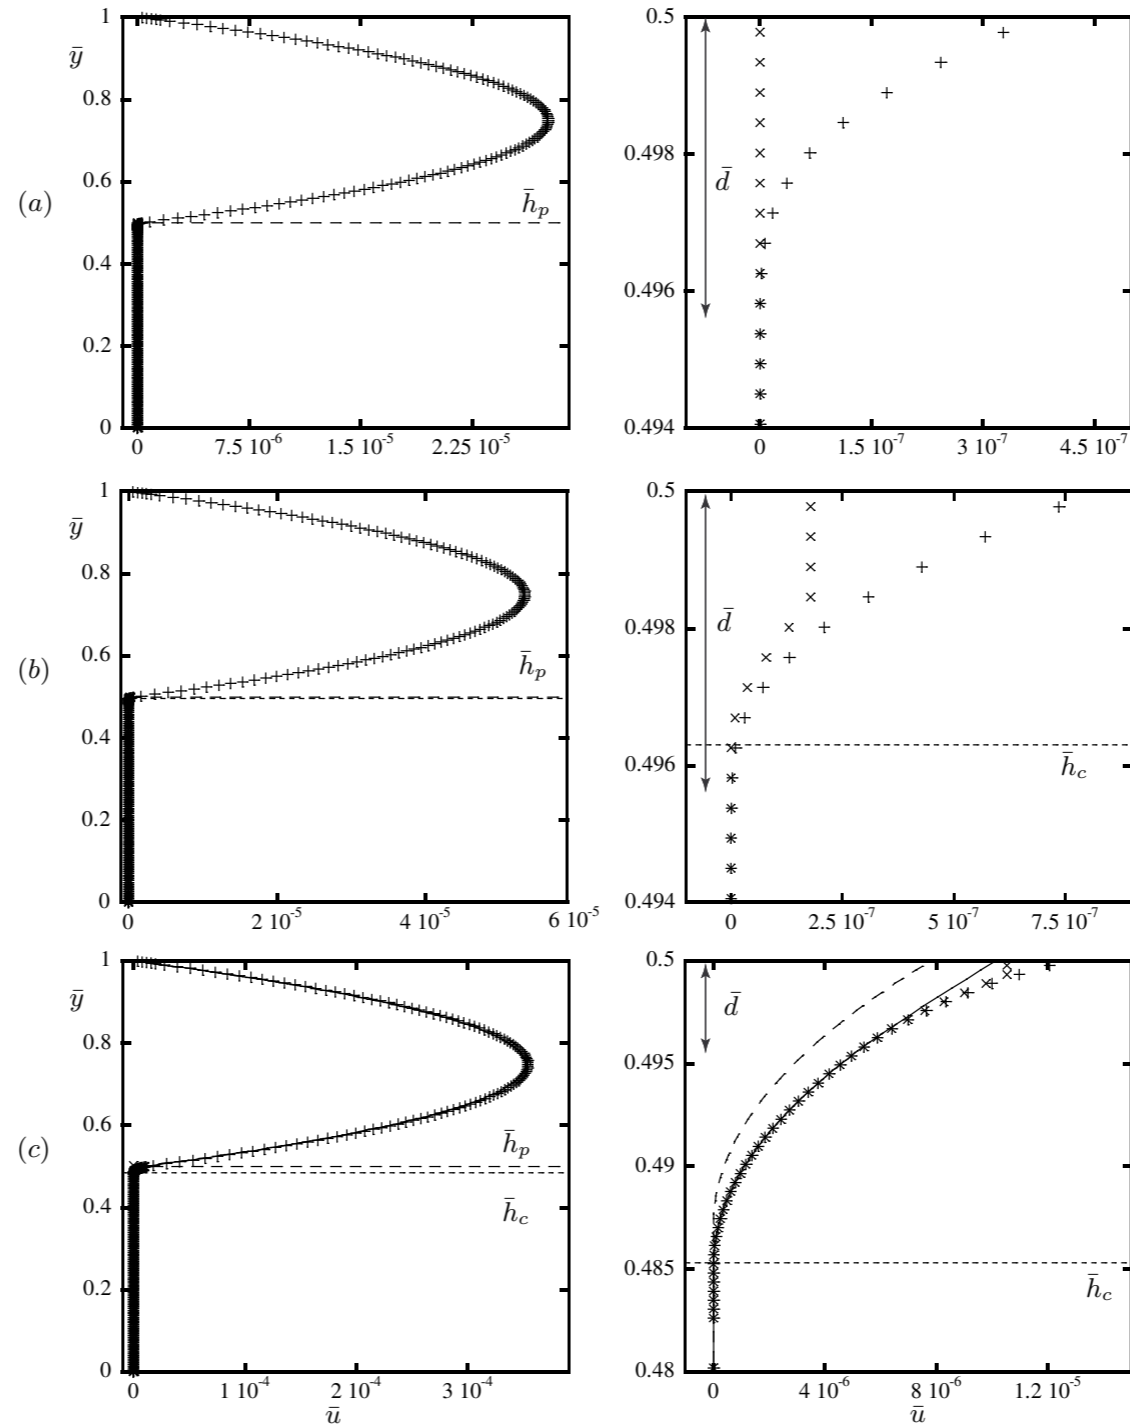 (a)
ȳ
1
0.8
0.6
0.4
0.2
0
h̄ₚ
0 7.5 10⁻⁶ 1.5 10⁻⁵ 2.25 10⁻⁵
0.5
0.498
0.496
0.494
d̄
0 1.5 10⁻⁷ 3 10⁻⁷ 4.5 10⁻⁷
(b)
ȳ
1
0.8
0.6
0.4
0.2
0
h̄ₚ
0 2 10⁻⁵ 4 10⁻⁵ 6 10⁻⁵
0.5
0.498
0.496
0.494
d̄
h̄_c
0 2.5 10⁻⁷ 5 10⁻⁷ 7.5 10⁻⁷
(c)
ȳ
1
0.8
0.6
0.4
0.2
0
h̄ₚ
h̄_c
0 1 10⁻⁴ 2 10⁻⁴ 3 10⁻⁴
ū
0.5
0.495
0.49
0.485
0.48
d̄
h̄_c
0 4 10⁻⁶ 8 10⁻⁶ 1.2 10⁻⁵
ū